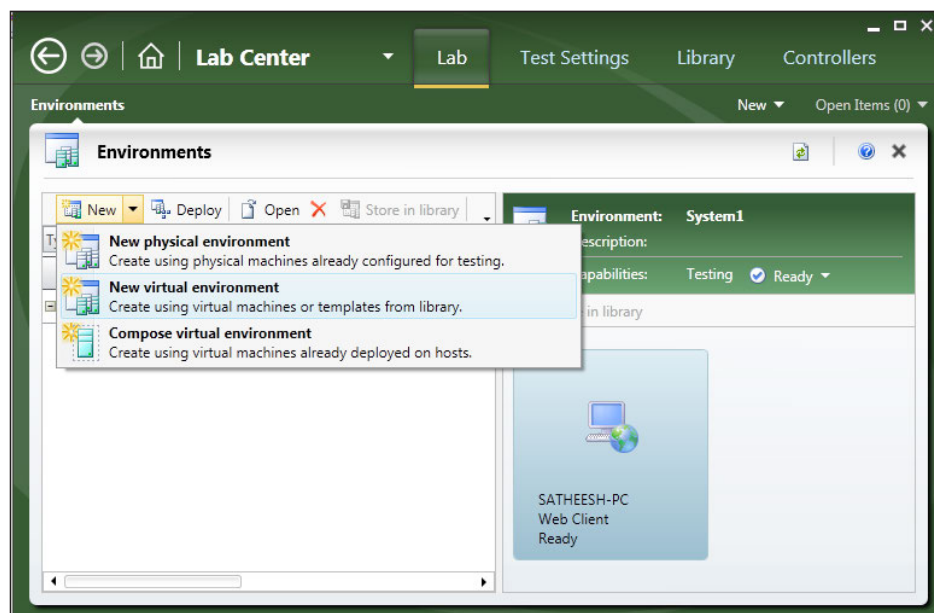 Lab Center
Lab
Test Settings
Library
Controllers
Environments
New
Open Items (0)
Environments
New
Deploy
Open
Store in library
Environment: System1
escription:
apabilities: Testing Ready
in library
New physical environment
Create using physical machines already configured for testing.
New virtual environment
Create using virtual machines or templates from library.
Compose virtual environment
Create using virtual machines already deployed on hosts.
SATHEESH-PC
Web Client
Ready